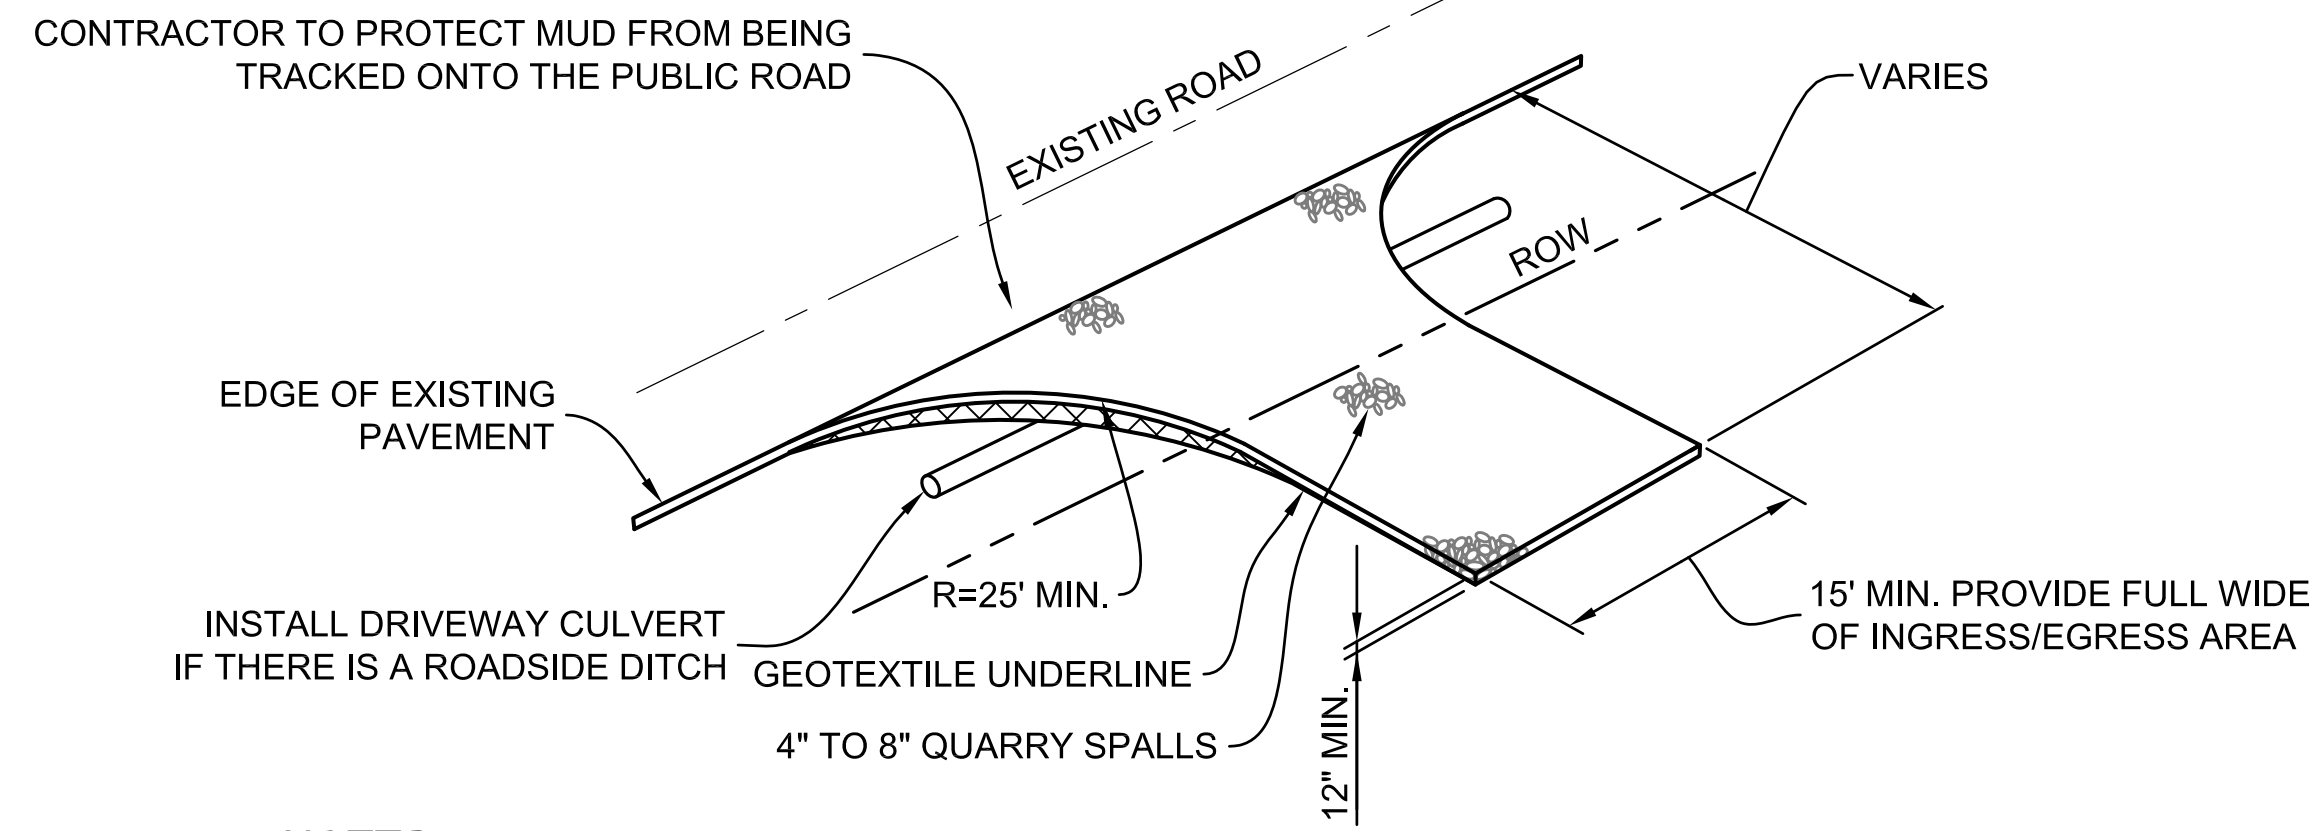 CONTRACTOR TO PROTECT MUD FROM BEING
TRACKED ONTO THE PUBLIC ROAD
EXISTING ROAD
VARIES
ROW
EDGE OF EXISTING
PAVEMENT
R=25' MIN.
INSTALL DRIVEWAY CULVERT
IF THERE IS A ROADSIDE DITCH
GEOTEXTILE UNDERLINE
4" TO 8" QUARRY SPALLS
12" MIN.
15' MIN. PROVIDE FULL WIDE
OF INGRESS/EGRESS AREA